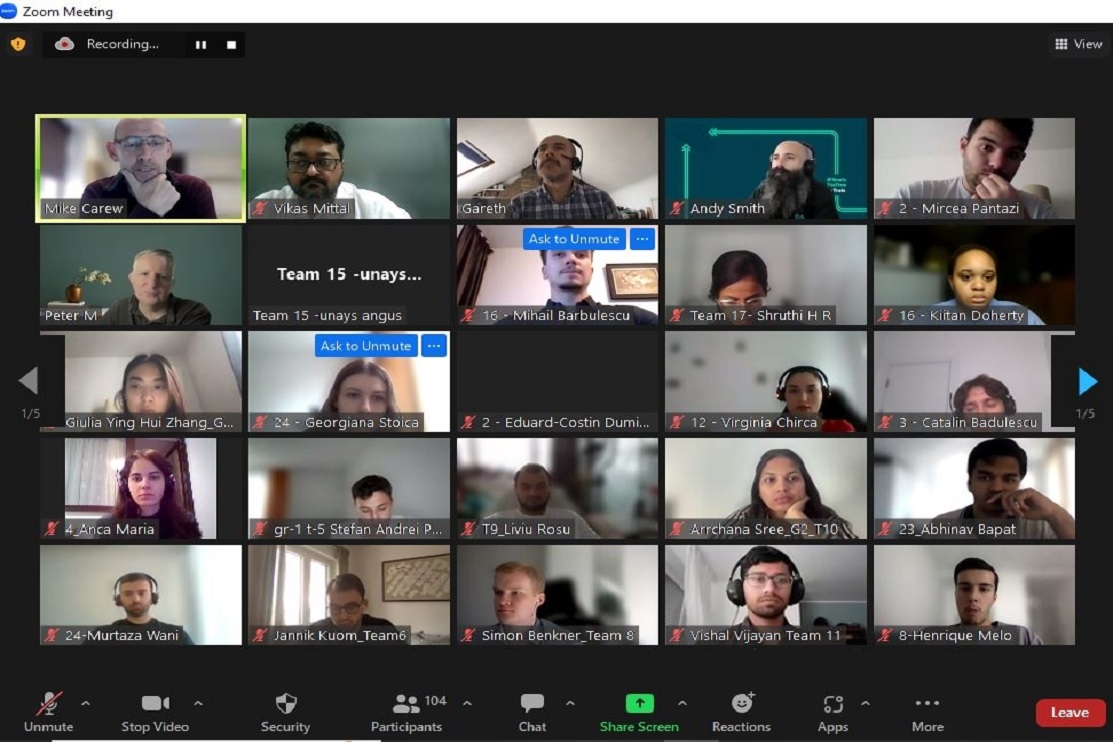 Zoom Meeting
Recording...
View
Mike Carew
Vikas Mittal
Gareth
Andy Smith
2 - Mircea Pantazi
Peter M
Team 15 -unays...
Team 15 -unays angus
Ask to Unmute
16 - Mihail Barbulescu
Team 17- Shruthi H R
16 - Kiitan Doherty
1/5
Giulia Ying Hui Zhang_G...
Ask to Unmute
24 - Georgiana Stoica
2 - Eduard-Costin Dumi...
12 - Virginia Chirca
3 - Catalin Badulescu
1/5
4_Anca Maria
gr-1 t-5 Stefan Andrei P...
T9_Liviu Rosu
Arrchana Sree_G2_T10
23_Abhinav Bapat
24-Murtaza Wani
Jannik Kuom_Team6
Simon Benkner_Team 8
Vishal Vijayan Team 11
8-Henrique Melo
Unmute
Stop Video
Security
Participants
104
Chat
Share Screen
Reactions
Apps
More
Leave